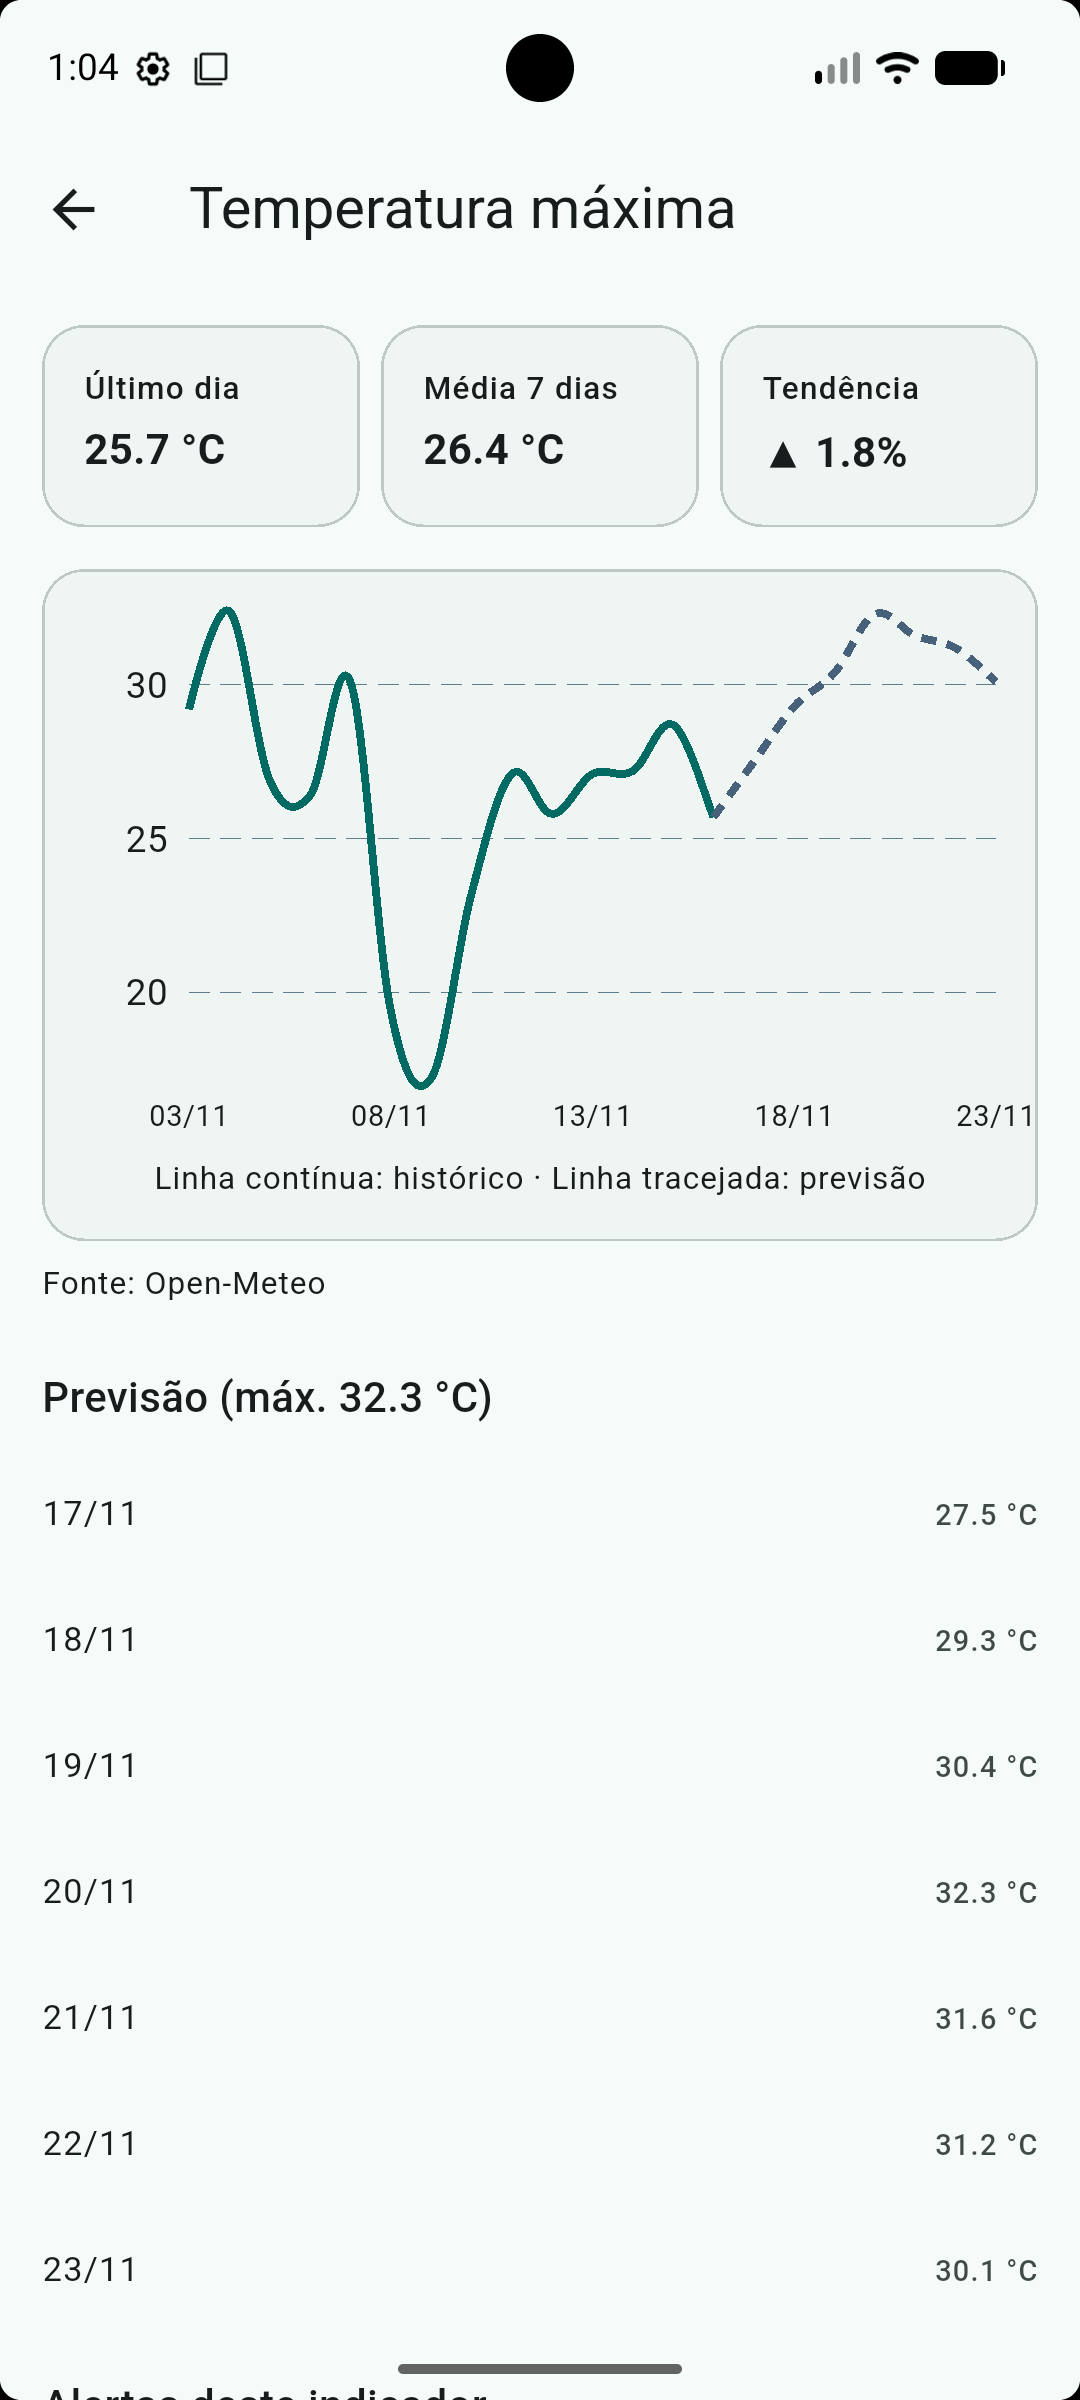 1:04
Temperatura máxima
Último dia
25.7 °C
Média 7 dias
26.4 °C
Tendência
▲ 1.8%
30
25
20
03/11 08/11 13/11 18/11 23/11
Linha contínua: histórico · Linha tracejada: previsão
Fonte: Open-Meteo
Previsão (máx. 32.3 °C)
17/11 27.5 °C
18/11 29.3 °C
19/11 30.4 °C
20/11 32.3 °C
21/11 31.6 °C
22/11 31.2 °C
23/11 30.1 °C
Alertas deste indicador